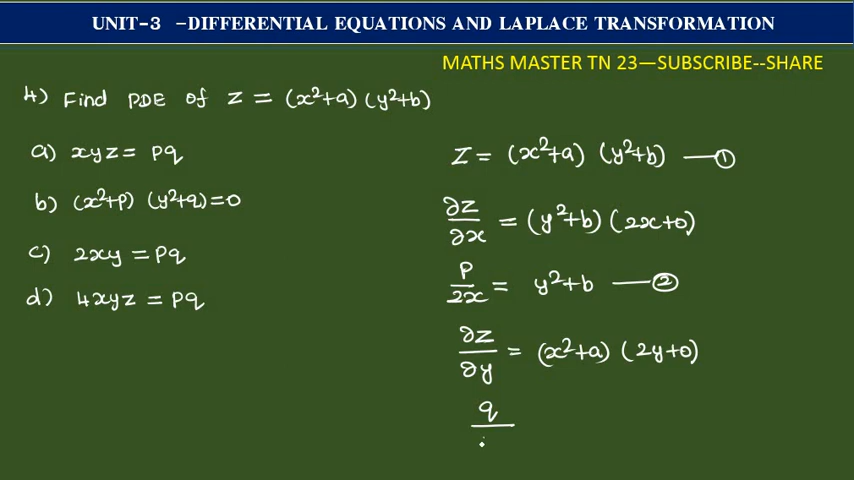 UNIT-3 -DIFFERENTIAL EQUATIONS AND LAPLACE TRANSFORMATION
MATHS MASTER TN 23—SUBSCRIBE--SHARE
4) Find PDE of Z = (x²+a) (y²+b)
a) xyz = pq
b) (x²+p) (y²+q)=0
c) 2xy = pq
d) 4xyz = pq
Z = (x²+a) (y²+b) —①
∂z/∂x = (y²+b) (2x+0)
p/2x = y²+b —②
∂z/∂y = (x²+a) (2y+0)
q